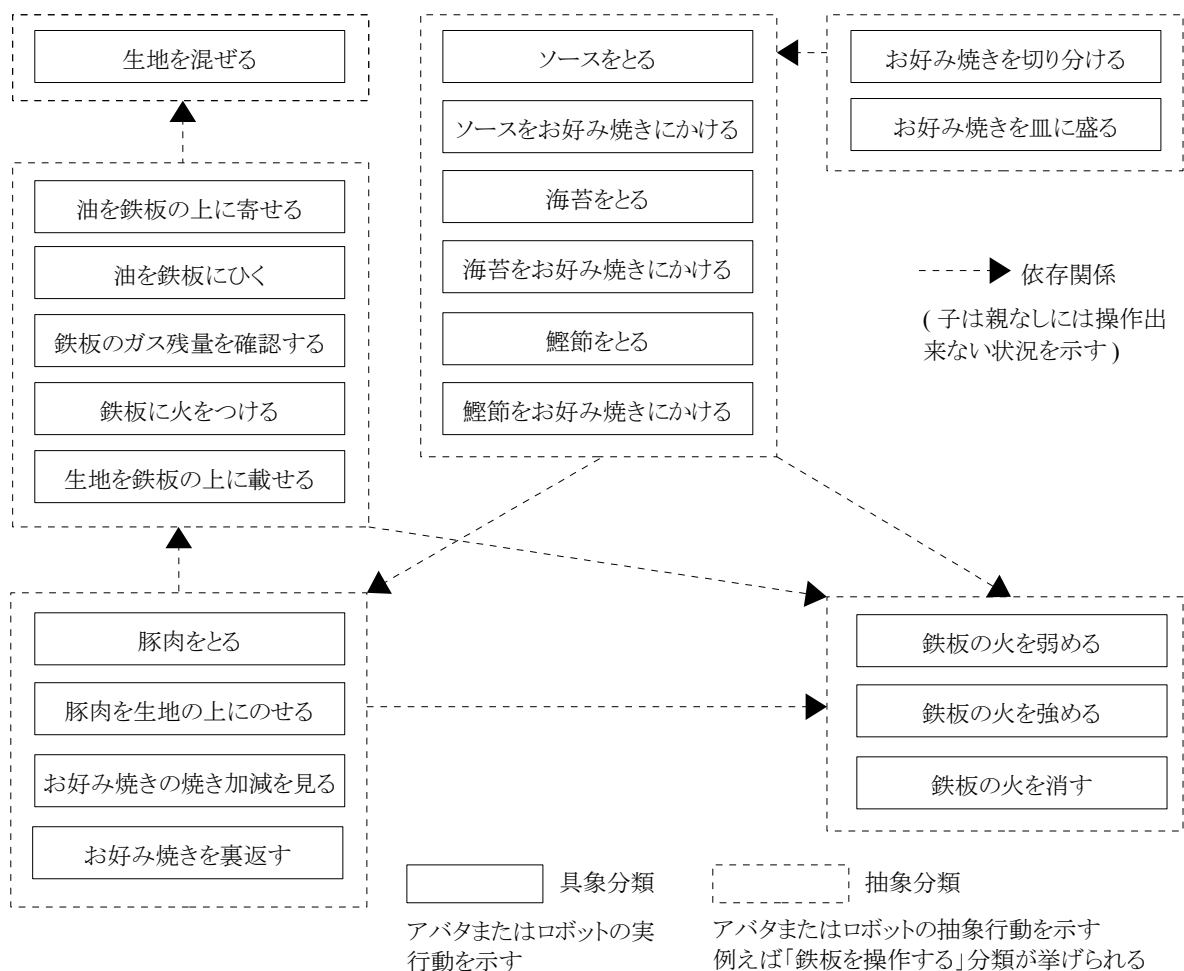 生地を混ぜる
油を鉄板の上に寄せる
油を鉄板にひく
鉄板のガス残量を確認する
鉄板に火をつける
生地を鉄板の上に載せる
豚肉をとる
豚肉を生地の上にのせる
お好み焼きの焼き加減を見る
お好み焼きを裏返す
ソースをとる
ソースをお好み焼きにかける
海苔をとる
海苔をお好み焼きにかける
鰹節をとる
鰹節をお好み焼きにかける
お好み焼きを切り分ける
お好み焼きを皿に盛る
依存関係
( 子は親なしには操作出
来ない状況を示す )
鉄板の火を弱める
鉄板の火を強める
鉄板の火を消す
具象分類
アバタまたはロボットの実
行動を示す
抽象分類
アバタまたはロボットの抽象行動を示す
例えば「鉄板を操作する」分類が挙げられる